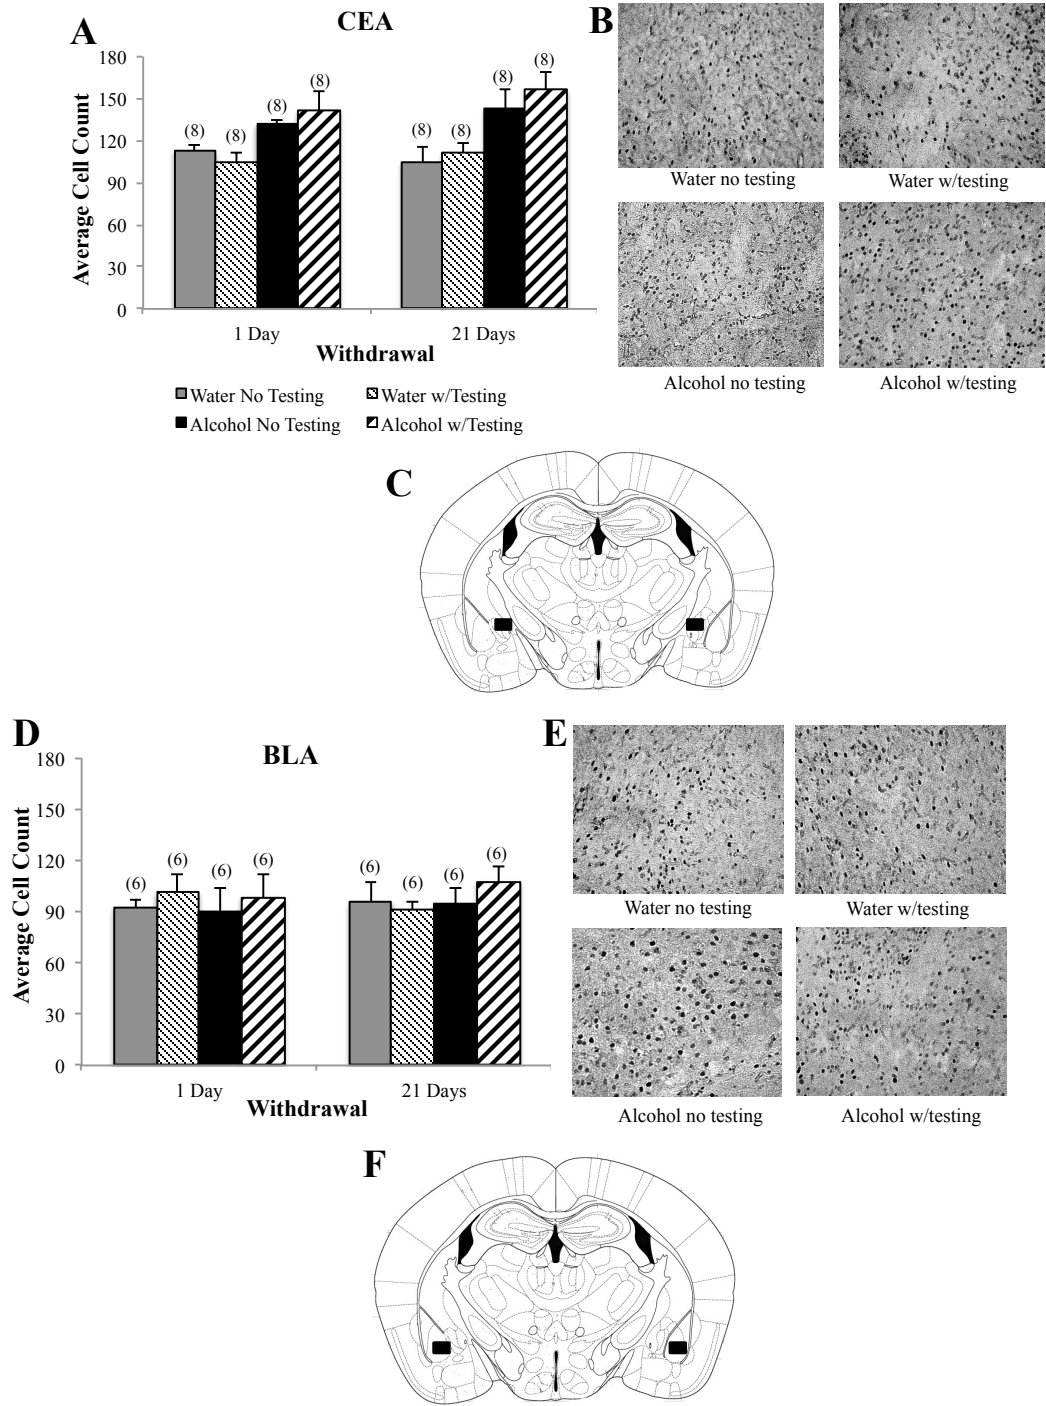 A
CEA
Average Cell Count
180
150
120
90
60
30
0
(8)
(8)
(8)
(8)
(8)
(8)
(8)
(8)
1 Day
21 Days
Withdrawal
Water No Testing
Water w/Testing
Alcohol No Testing
Alcohol w/Testing
B
Water no testing
Water w/testing
Alcohol no testing
Alcohol w/testing
C
D
BLA
Average Cell Count
180
150
120
90
60
30
0
(6)
(6)
(6)
(6)
(6)
(6)
(6)
(6)
1 Day
21 Days
Withdrawal
E
Water no testing
Water w/testing
Alcohol no testing
Alcohol w/testing
F